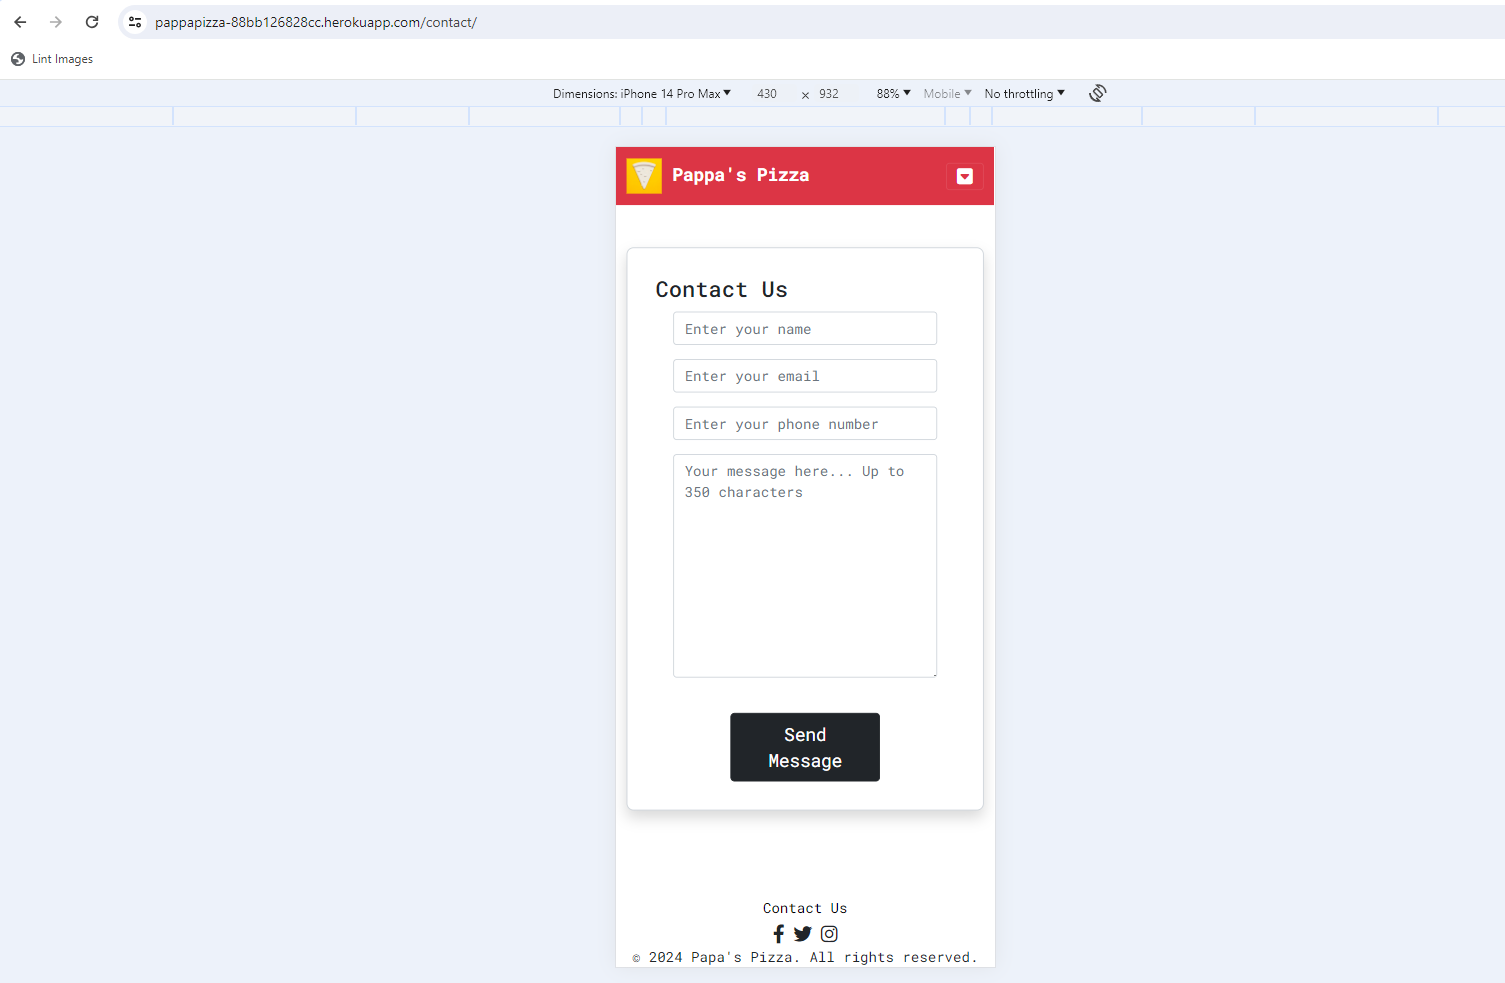 pappapizza-88bb126828cc.herokuapp.com/contact/
Lint Images
Dimensions: iPhone 14 Pro Max 430 × 932 88% Mobile No throttling
Pappa's Pizza
Contact Us
Enter your name
Enter your email
Enter your phone number
Your message here... Up to
350 characters
Send
Message
Contact Us
© 2024 Papa's Pizza. All rights reserved.